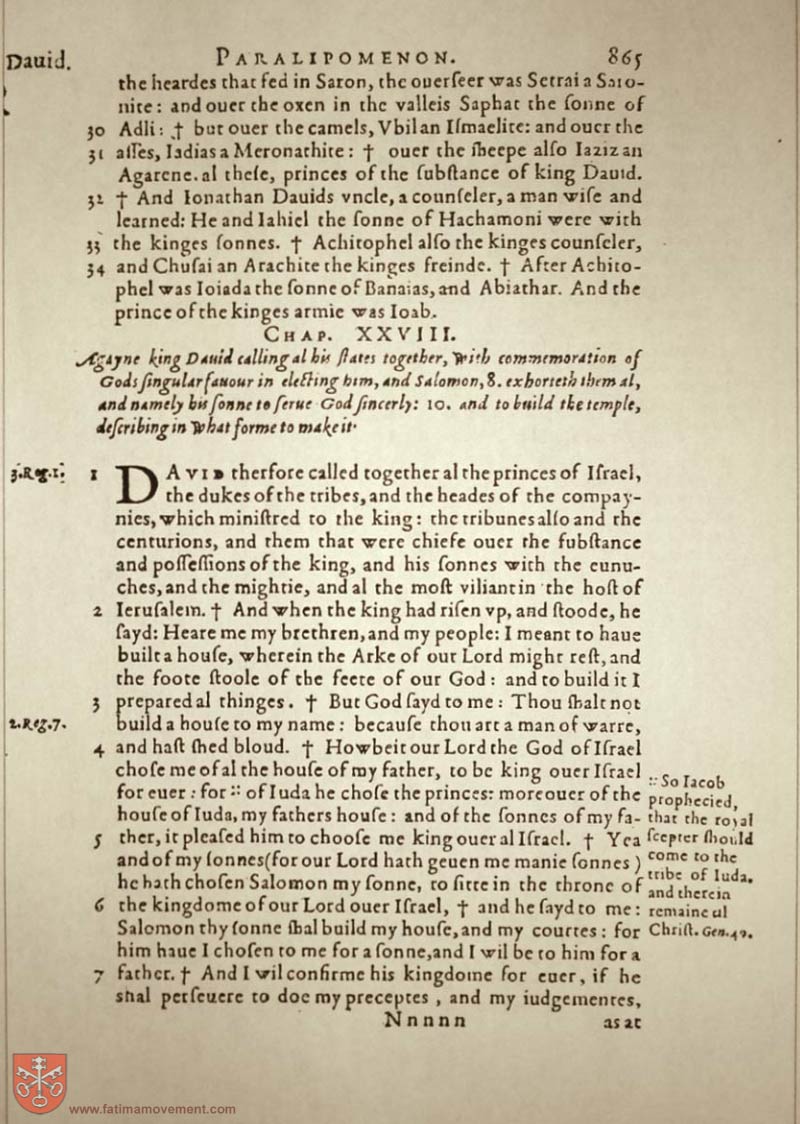 Dauid. PARALIPOMENON. 865
the heardes that fed in Saron, the ouerſeer was Setrai a Saro-
nite: and ouer the oxen in the valleis Saphat the ſonne of
30 Adli: † but ouer the camels, Vbil an Iſmaelite: and ouer the
31 aſſes, Iadias a Meronathite: † ouer the ſheepe alſo Iaziz an
Agarene. al theſe, princes of the ſubſtance of king Dauid.
32 † And Ionathan Dauids vncle, a counſeler, a man wiſe and
learned: He and Iahiel the ſonne of Hachamoni were with
33 the kinges ſonnes. † Achitophel alſo the kinges counſeler,
34 and Chuſai an Arachite the kinges freinde. † After Achito-
phel was Ioiada the ſonne of Banaias, and Abiathar. And the
prince of the kinges armie was Ioab.
CHAP. XXVIII.
Agayne king Dauid calling al his ſtates together, with commemoration of
Gods ſingular fauour in electing him, and Salomon, 8. exhorteth them al,
and namely his ſonne to ſerue God ſincerly: 10. and to build the temple,
deſcribing in what forme to make it.
3. Reg. 1. 1 DAVID therfore called together al the princes of Iſrael,
the dukes of the tribes, and the heades of the compay-
nies, which miniſtred to the king: the tribunes alſo and the
centurions, and them that were chiefe ouer the ſubſtance
and poſſeſſions of the king, and his ſonnes with the eunu-
ches, and the mightie, and al the moſt viliant in the hoſt of
2 Ieruſalem. † And when the king had riſen vp, and ſtoode, he
ſayd: Heare me my brethren, and my people: I meant to haue
built a houſe, wherein the Arke of our Lord might reſt, and
the foote ſtoole of the feete of our God: and to build it I
3 prepared al thinges. † But God ſayd to me: Thou ſhalt not
2. Reg. 7. build a houſe to my name: becauſe thou art a man of warre,
4 and haſt ſhed bloud. † Howbeit our Lord the God of Iſrael
choſe me of al the houſe of my father, to be king ouer Iſrael
for euer: for :: of Iuda he choſe the princes: moreouer of the
houſe of Iuda, my fathers houſe: and of the ſonnes of my fa-
5 ther, it pleaſed him to chooſe me king ouer al Iſrael. † Yea
and of my ſonnes (for our Lord hath geuen me manie ſonnes)
he hath choſen Salomon my ſonne, to ſitte in the throne of
6 the kingdome of our Lord ouer Iſrael, † and he ſayd to me:
Salomon thy ſonne ſhal build my houſe, and my courtes: for
him haue I choſen to me for a ſonne, and I wil be to him for a
7 father. † And I wil confirme his kingdome for euer, if he
shal perſeuere to doe my preceptes, and my iudgementes,
:: So Iacob
prophecied,
that the royal
ſcepter ſhould
come to the
tribe of Iuda.
and therein
remaine til
Chriſt. Gen. 49.
Nnnnn as at
www.fatimamovement.com